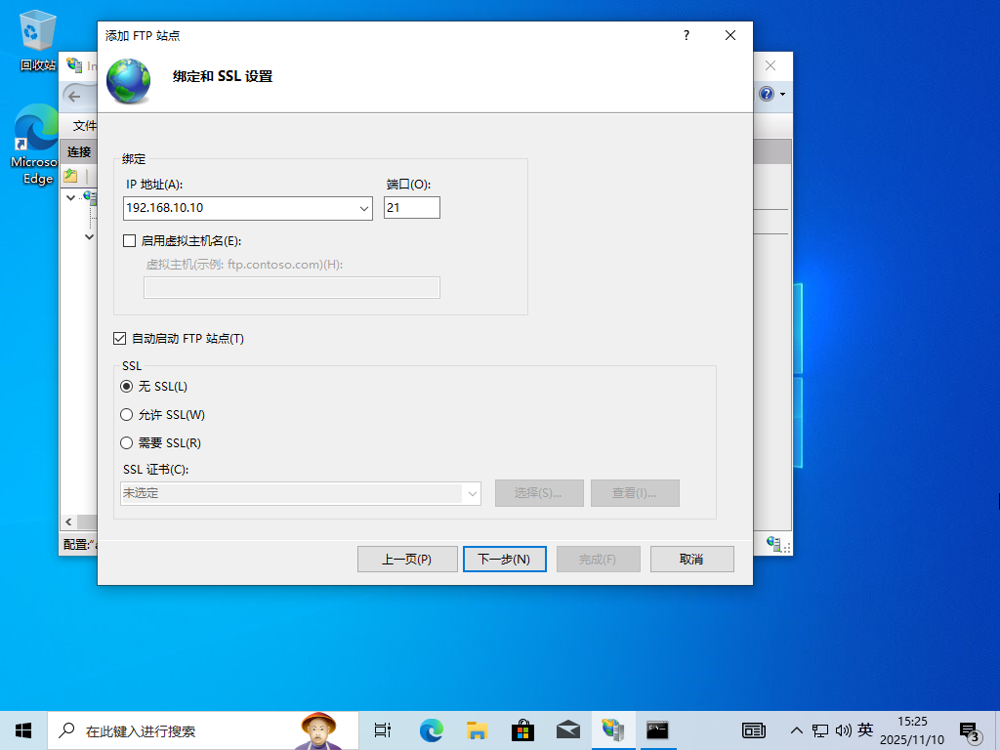 回收站
Microso
Edge
In
文件
连接
配置:"a
添加 FTP 站点
?
绑定和 SSL 设置
绑定
IP 地址(A):
端口(O):
192.168.10.10
21
启用虚拟主机名(E):
虚拟主机(示例: ftp.contoso.com)(H):
自动启动 FTP 站点(T)
SSL
无 SSL(L)
允许 SSL(W)
需要 SSL(R)
SSL 证书(C):
未选定
选择(S)...
查看(I)...
上一页(P)
下一步(N)
完成(F)
取消
在此键入进行搜索
英
15:25
2025/11/10
3